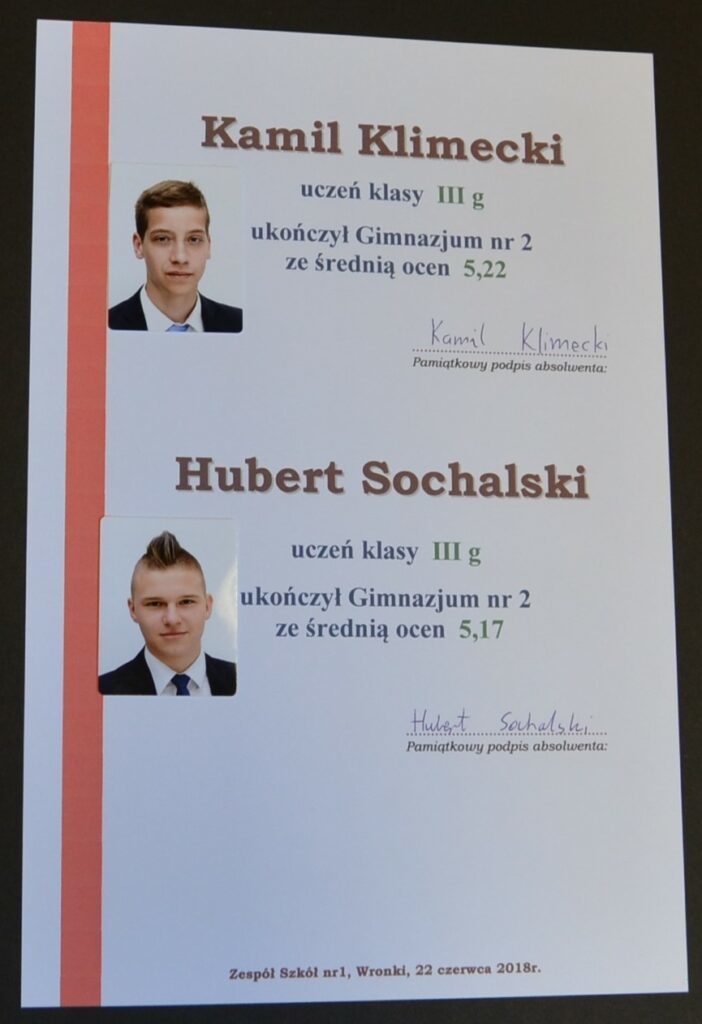 Kamil Klimecki
uczeń klasy III g
ukończył Gimnazjum nr 2
ze średnią ocen 5,22
Kamil Klimecki
Pamiątkowy podpis absolwenta:
Hubert Sochalski
uczeń klasy III g
ukończył Gimnazjum nr 2
ze średnią ocen 5,17
Hubert Sochalski
Pamiątkowy podpis absolwenta:
Zespół Szkół nr1, Wronki, 22 czerwca 2018r.